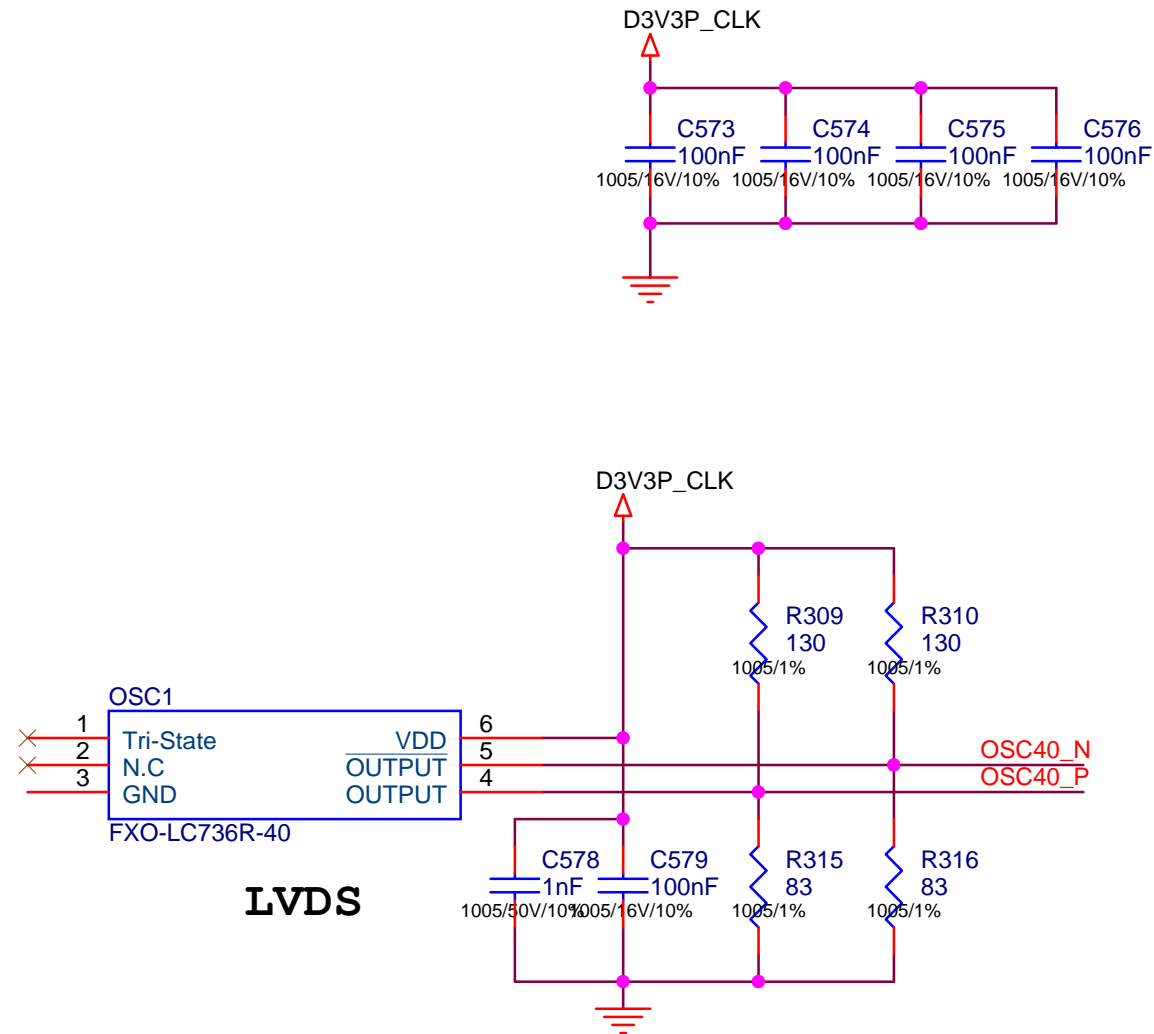 D3V3P_CLK
C573 C574 C575 C576
100nF 100nF 100nF 100nF
1005/16V/10% 1005/16V/10% 1005/16V/10% 1005/16V/10%
D3V3P_CLK
R309 R310
130 130
1005/1% 1005/1%
OSC1
1 Tri-State VDD 6
2 N.C OUTPUT 5 OSC40_N
3 GND OUTPUT 4 OSC40_P
FXO-LC736R-40
C578 C579 R315 R316
1nF 100nF 83 83
1005/50V/10% 1005/16V/10% 1005/1% 1005/1%
LVDS